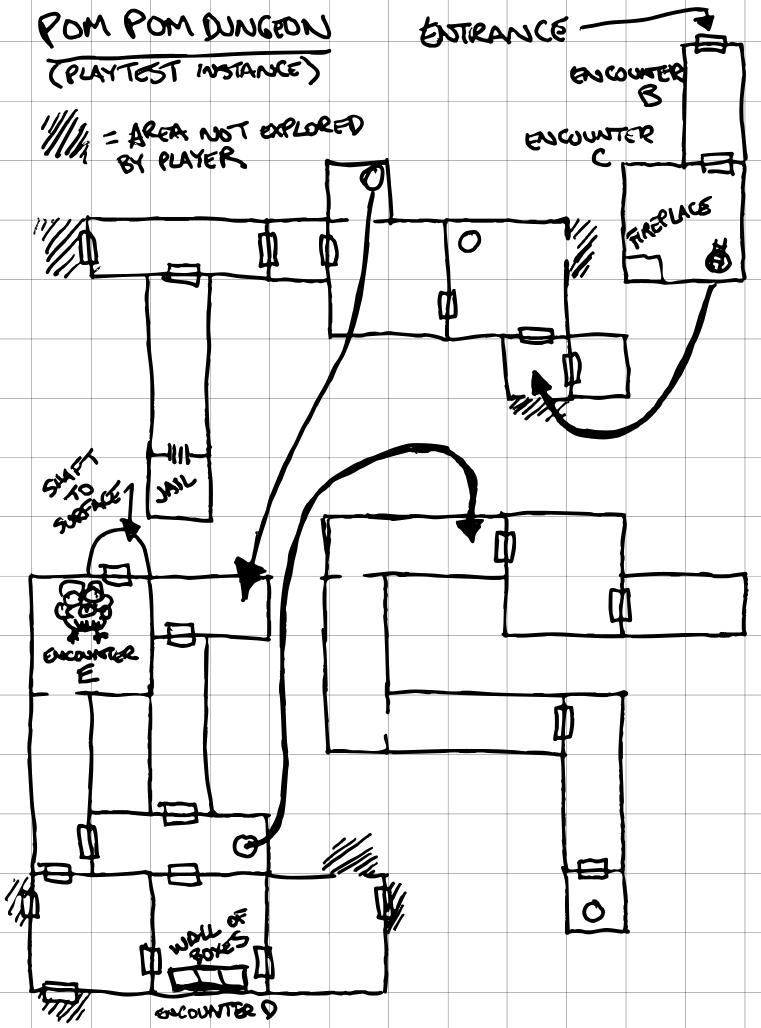 POM POM DUNGEON
(PLAYTEST INSTANCE)
ENTRANCE
ENCOUNTER
B
= AREA NOT EXPLORED
BY PLAYER
ENCOUNTER
C
FIREPLACE
SHAFT
TO
SURFACE
JAIL
ENCOUNTER
E
WALL OF
BOXES
ENCOUNTER D